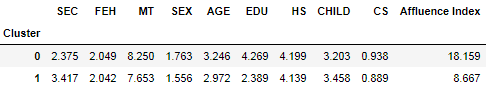 SEC FEH MT SEX AGE EDU HS CHILD CS Affluence Index
Cluster
0 2.375 2.049 8.250 1.763 3.246 4.269 4.199 3.203 0.938 18.159
1 3.417 2.042 7.653 1.556 2.972 2.389 4.139 3.458 0.889 8.667